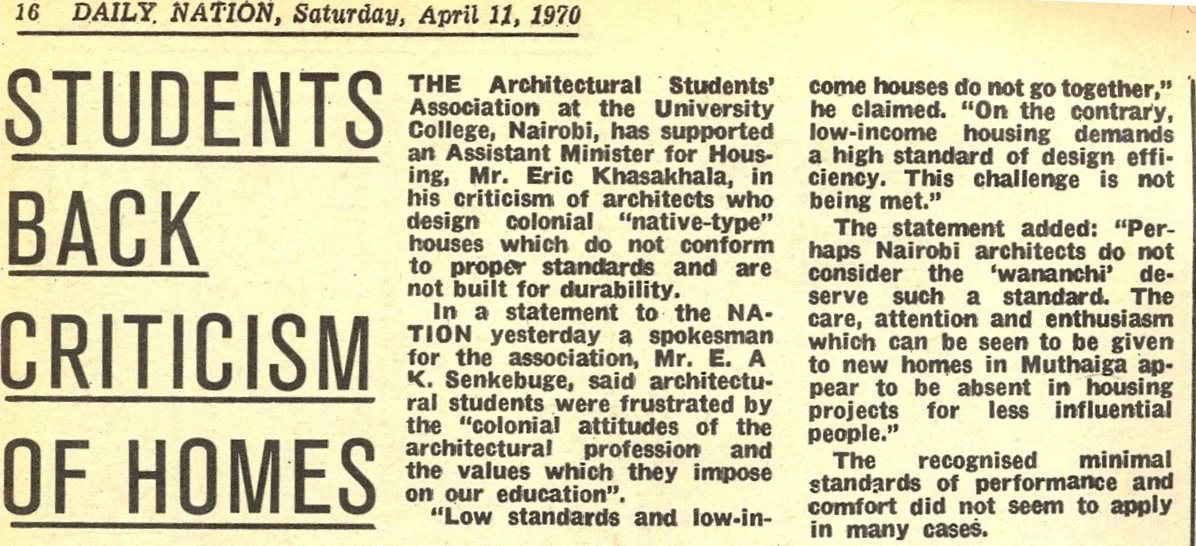 16 DAILY NATION, Saturday, April 11, 1970
STUDENTS
BACK
CRITICISM
OF HOMES
THE Architectural Students'
Association at the University
College, Nairobi, has supported
an Assistant Minister for Hous-
ing, Mr. Eric Khasakhala, in
his criticism of architects who
design colonial "native-type"
houses which do not conform
to proper standards and are
not built for durability.
In a statement to the NA-
TION yesterday a spokesman
for the association, Mr. E. A
K. Senkebuge, said architectu-
ral students were frustrated by
the "colonial attitudes of the
architectural profession and
the values which they impose
on our education".
"Low standards and low-in-
come houses do not go together,"
he claimed. "On the contrary,
low-income housing demands
a high standard of design effi-
ciency. This challenge is not
being met."
The statement added: "Per-
haps Nairobi architects do not
consider the 'wananchi' de-
serve such a standard. The
care, attention and enthusiasm
which can be seen to be given
to new homes in Muthaiga ap-
pear to be absent in housing
projects for less influential
people."
The recognised minimal
standards of performance and
comfort did not seem to apply
in many cases.